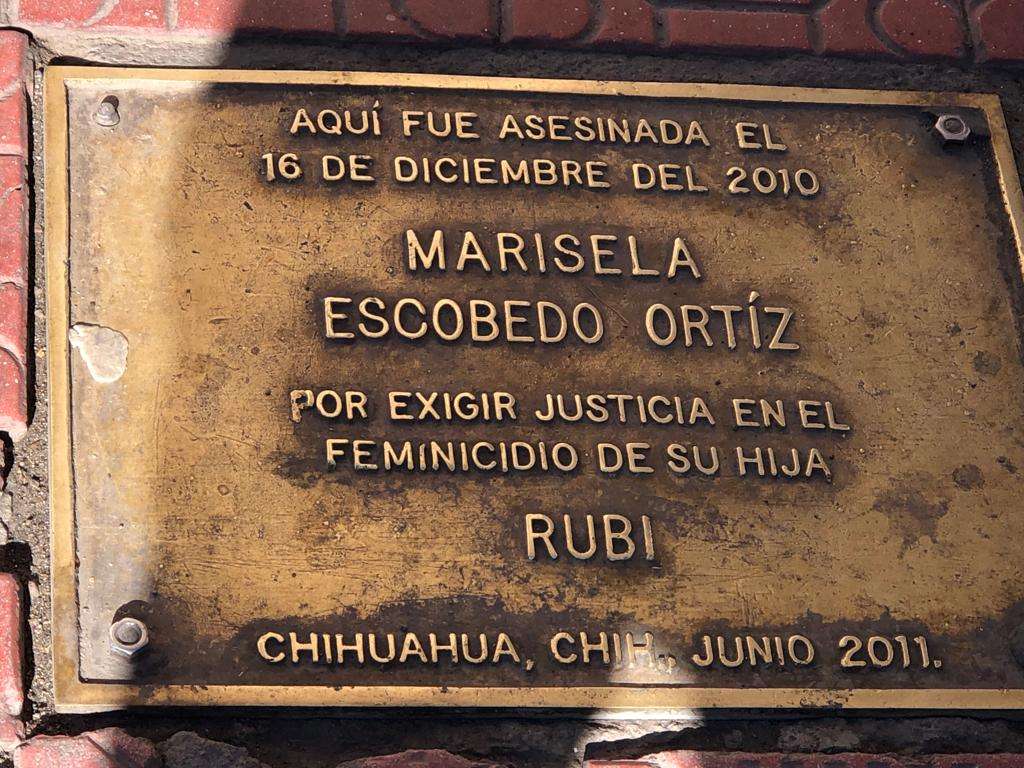 AQUÍ FUE ASESINADA EL
16 DE DICIEMBRE DEL 2010
MARISELA
ESCOBEDO ORTÍZ
POR EXIGIR JUSTICIA EN EL
FEMINICIDIO DE SU HIJA
RUBI
CHIHUAHUA, CHIH., JUNIO 2011.